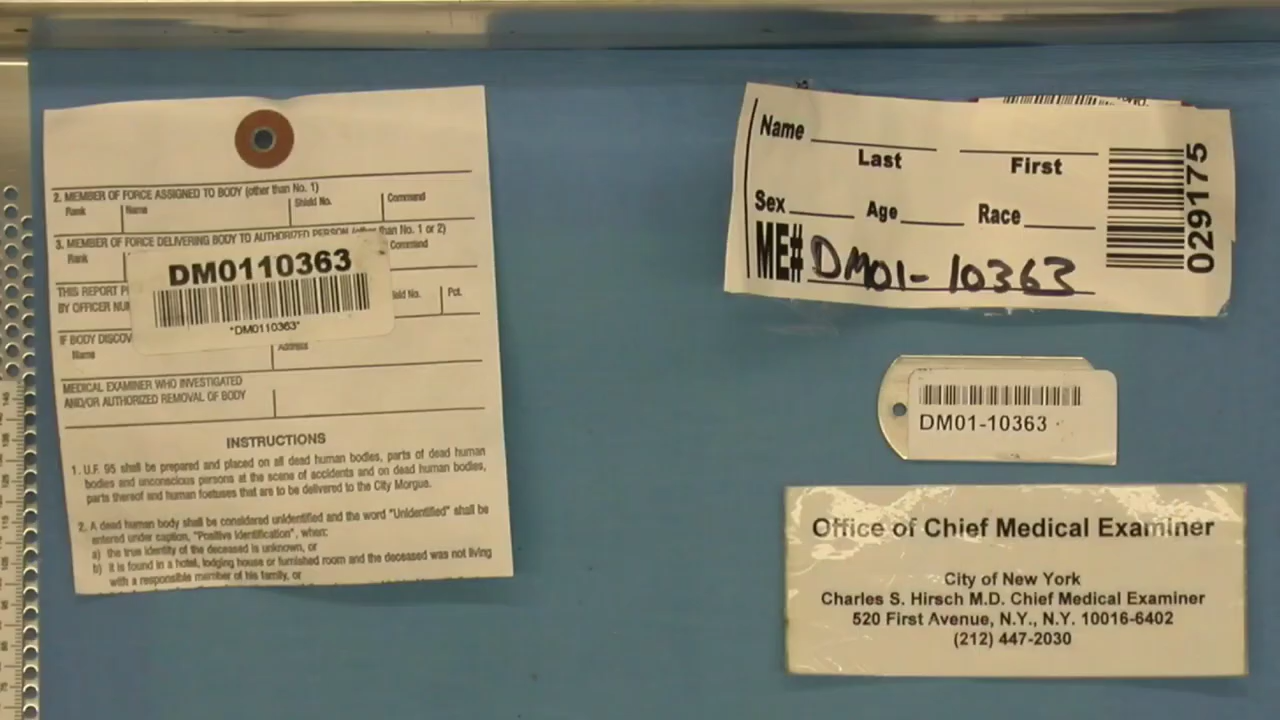 2. MEMBER OF FORCE ASSIGNED TO BODY (other than No. 1)
Rank Name Shield No. Command
3. MEMBER OF FORCE DELIVERING BODY TO AUTHORIZED PERSON (other than No. 1 or 2)
Rank Command
DM0110363
THIS REPORT
BY OFFICER Pct.
*DM0110363*
IF BODY
Name Address
MEDICAL EXAMINER WHO INVESTIGATED
AND/OR AUTHORIZED REMOVAL OF BODY
INSTRUCTIONS
1. U.F. 95 shall be prepared and placed on all dead human bodies, parts of dead human
bodies and unconscious persons at the scene of accidents and on dead human bodies,
parts thereof and human foetuses that are to be delivered to the City Morgue.
2. A dead human body shall be considered unidentified and the word "Unidentified" shall be
entered under caption, "Positive Identification", when:
a) the true identity of the deceased is unknown, or
b) it is found in a hotel, lodging house or furnished room and the deceased was not living
with a responsible member of his family, or
Name
Last First
Sex Age Race
ME# DM01-10363
029175
DM01-10363
Office of Chief Medical Examiner
City of New York
Charles S. Hirsch M.D. Chief Medical Examiner
520 First Avenue, N.Y., N.Y. 10016-6402
(212) 447-2030